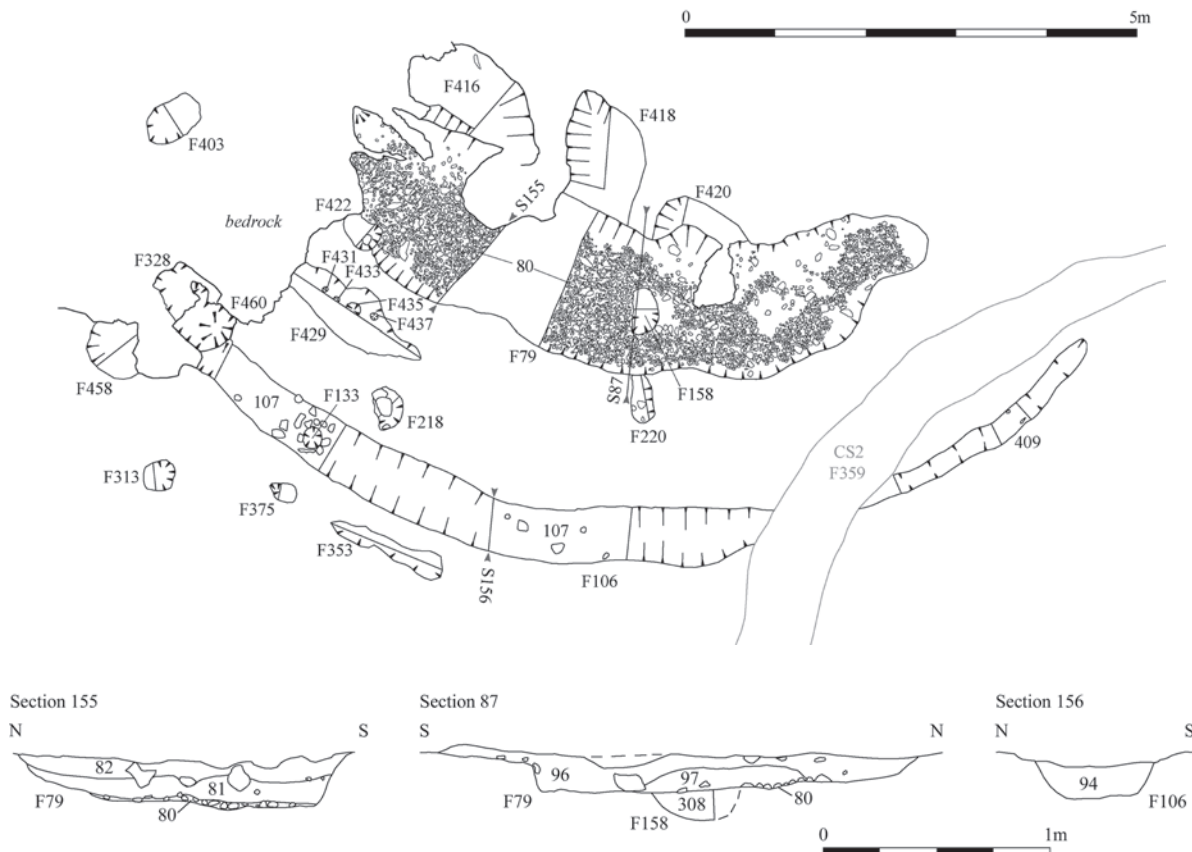 0 5m
F416
F418
F403
F420
S155
F422
bedrock
F431
F433
80
F328
F435
F460
F437
F429
F79
F458
S87
F158
F133
F218
107
F220
409
CS2
F359
F313
F375
107
F353
S156
F106
Section 155
N S
82
81
F79
80
Section 87
S N
96
97
F79
308
80
F158
Section 156
N S
94
F106
0 1m